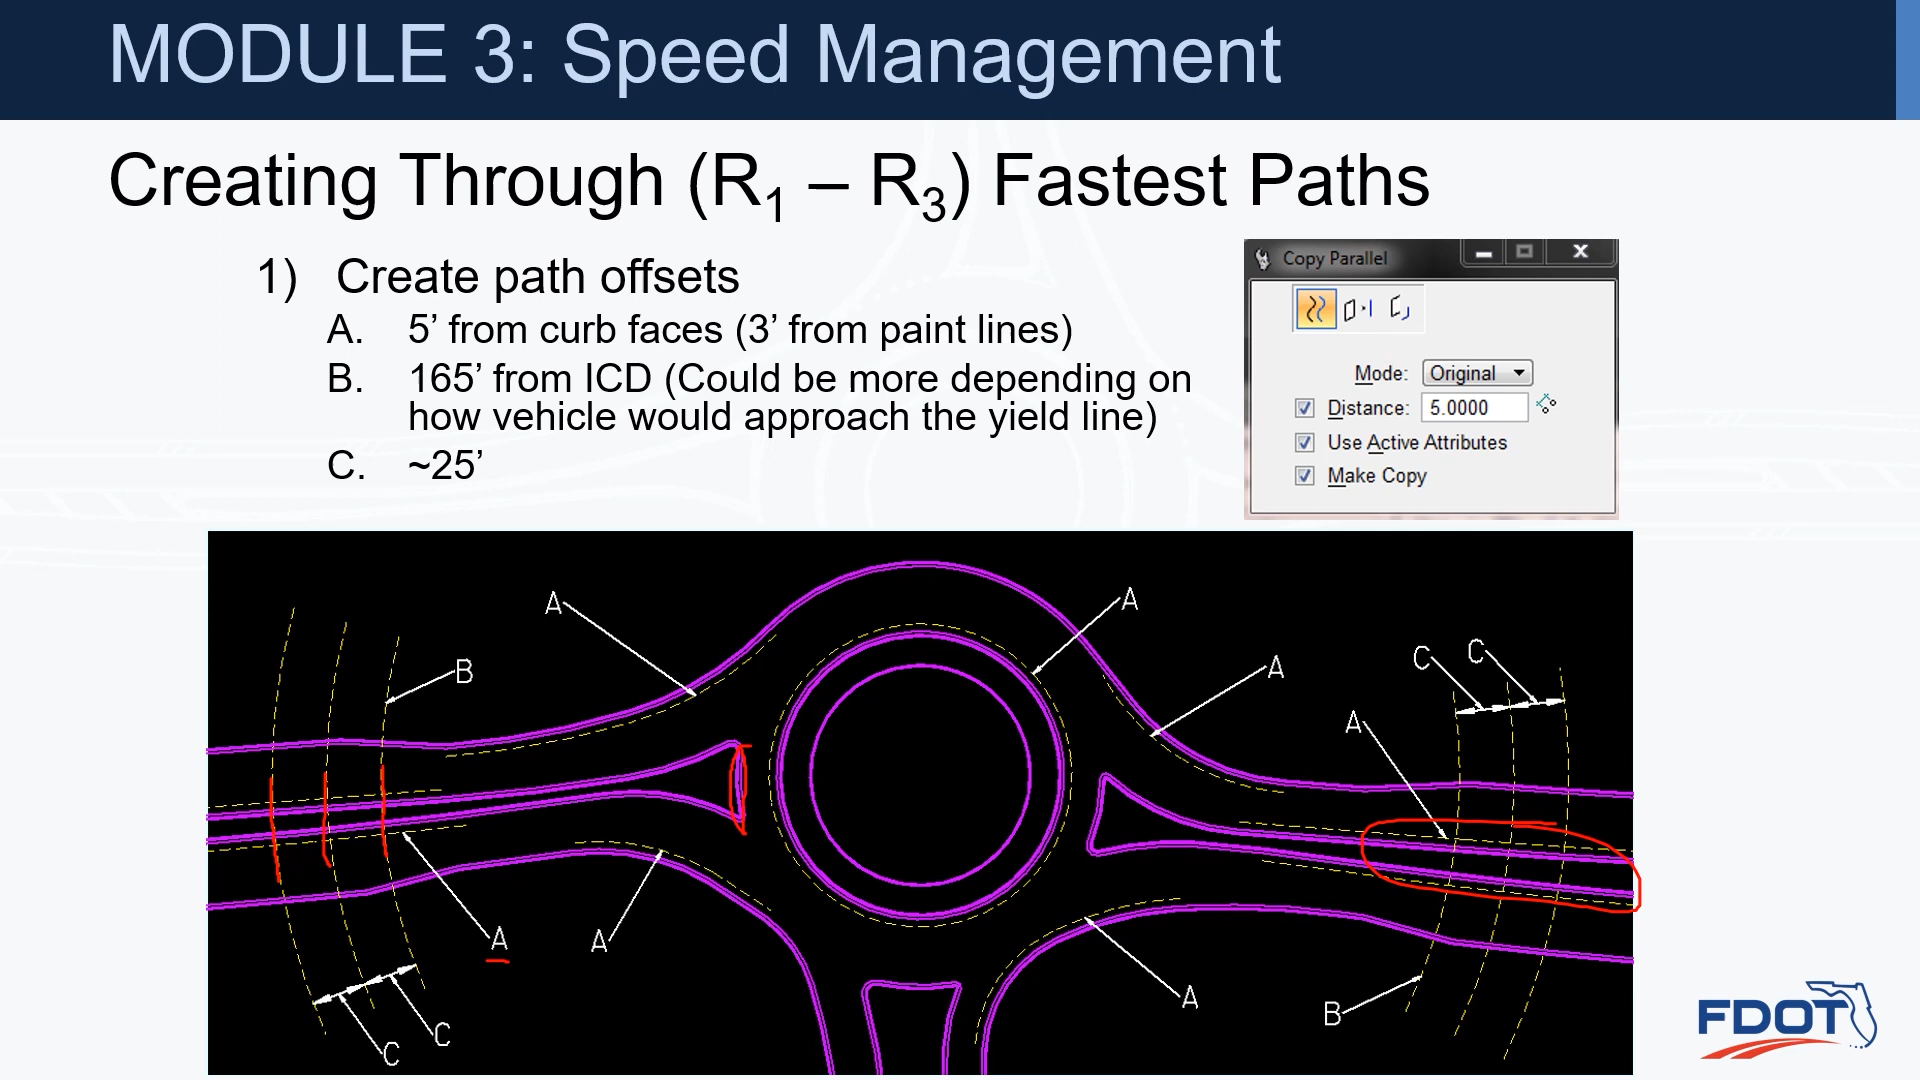 MODULE 3: Speed Management
Creating Through (R1 – R3) Fastest Paths
1) Create path offsets
A. 5’ from curb faces (3’ from paint lines)
B. 165’ from ICD (Could be more depending on
how vehicle would approach the yield line)
C. ~25’
Copy Parallel
Mode: Original
Distance: 5.0000
Use Active Attributes
Make Copy
A
A
B
A
C
C
A
A
A
A
B
C
C
FDOT